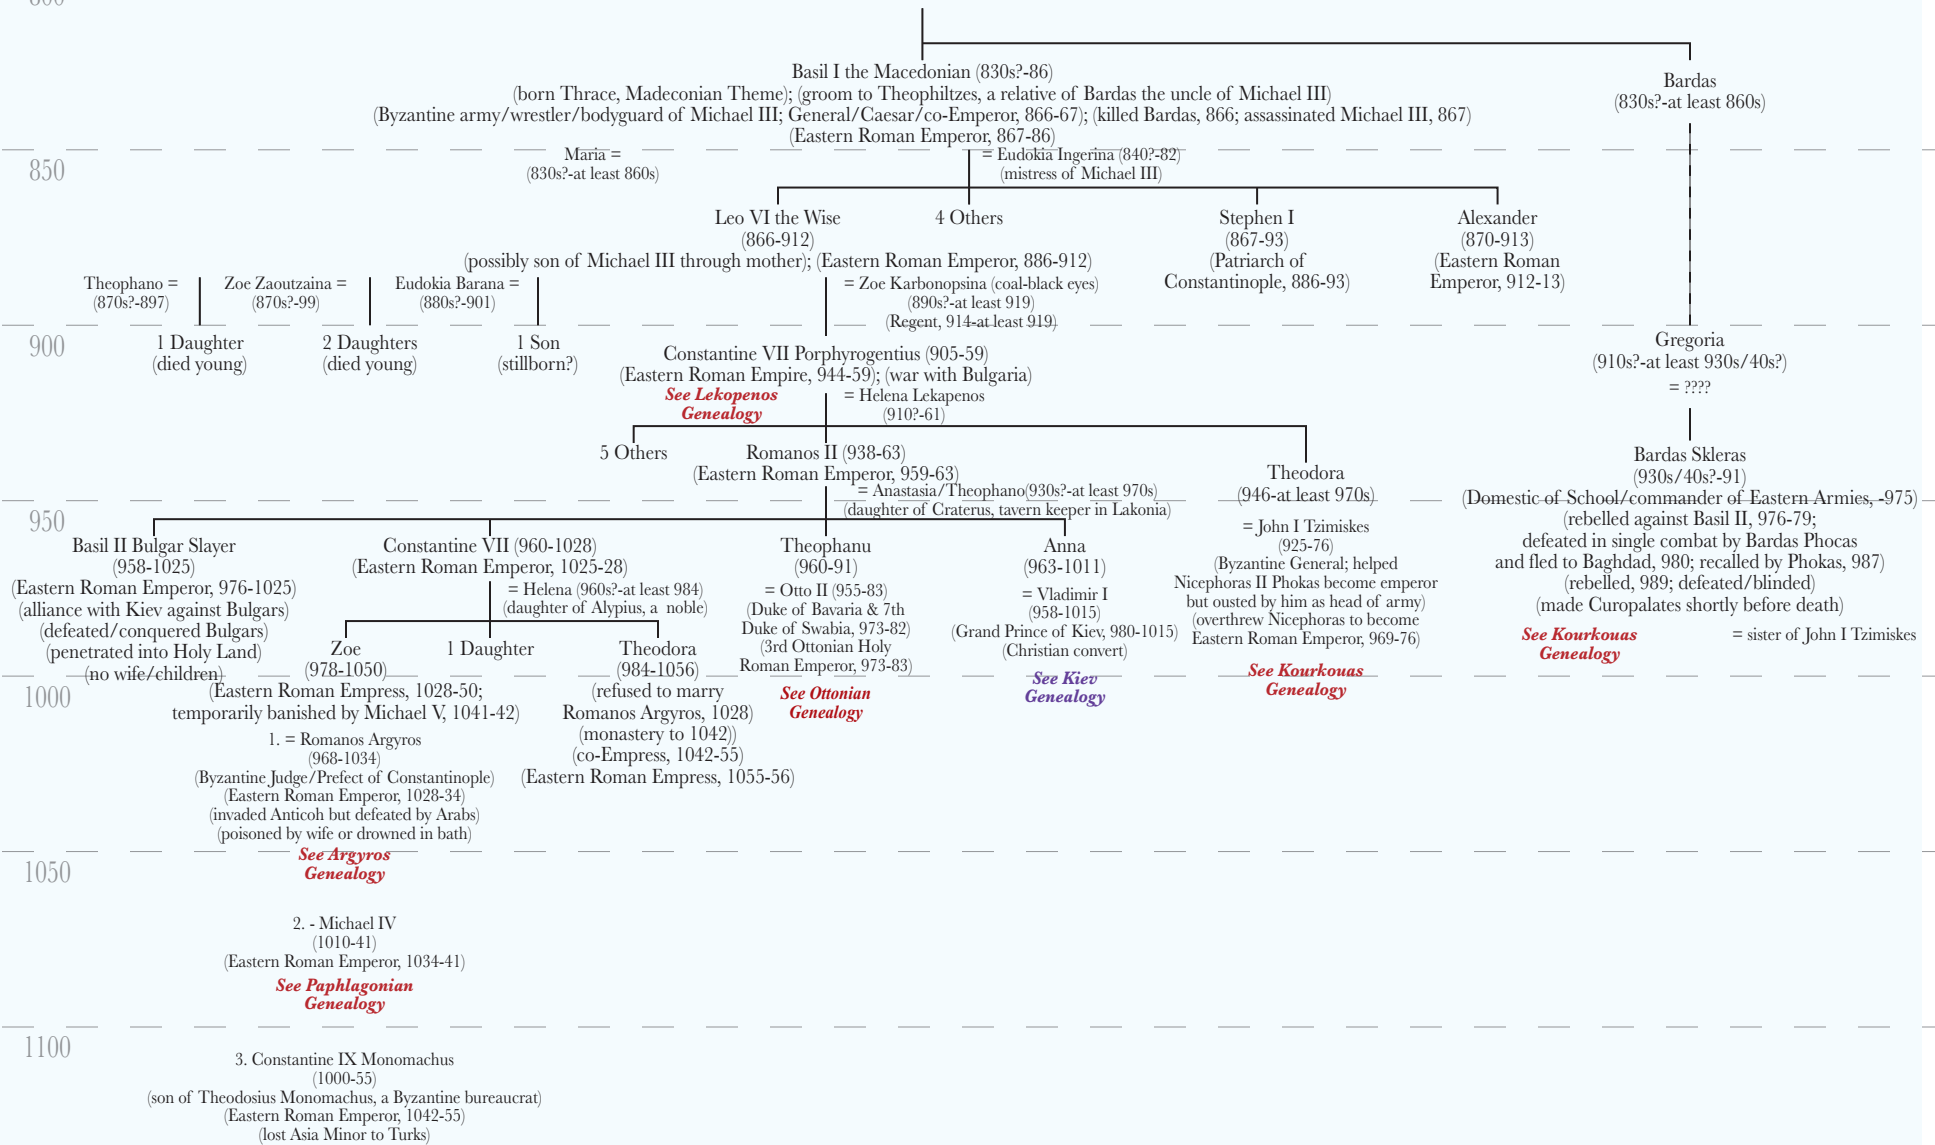 Basil I the Macedonian (830s?-86)
(born Thrace, Madeconian Theme); (groom to Theophiltzes, a relative of Bardas the uncle of Michael III)
(Byzantine army/wrestler/bodyguard of Michael III; General/Caesar/co-Emperor, 866-67); (killed Bardas, 866; assassinated Michael III, 867)
(Eastern Roman Emperor, 867-86)
Bardas
(830s?-at least 860s)
850
Maria =
(830s?-at least 860s)
= Eudokia Ingerina (840?-82)
(mistress of Michael III)
Leo VI the Wise
(866-912)
(possibly son of Michael III through mother); (Eastern Roman Emperor, 886-912)
4 Others
Stephen I
(867-93)
(Patriarch of
Constantinople, 886-93)
Alexander
(870-913)
(Eastern Roman
Emperor, 912-13)
Theophano =
(870s?-897)
Zoe Zaoutzaina =
(870s?-99)
Eudokia Barana =
(880s?-901)
= Zoe Karbonopsina (coal-black eyes)
(890s?-at least 919)
(Regent, 914-at least 919)
900
1 Daughter
(died young)
2 Daughters
(died young)
1 Son
(stillborn?)
Constantine VII Porphyrogentius (905-59)
(Eastern Roman Empire, 944-59); (war with Bulgaria)
See Lekopenos
Genealogy
= Helena Lekapenos
(910?-61)
Gregoria
(910s?-at least 930s/40s?)
= ????
5 Others
Romanos II (938-63)
(Eastern Roman Emperor, 959-63)
= Anastasia/Theophano(930s?-at least 970s)
(daughter of Craterus, tavern keeper in Lakonia)
Theodora
(946-at least 970s)
= John I Tzimiskes
(925-76)
(Byzantine General; helped
Nicephoras II Phokas become emperor
but ousted by him as head of army)
(overthrew Nicephoras to become
Eastern Roman Emperor, 969-76)
See Kourkouas
Genealogy
Bardas Skleras
(930s/40s?-91)
(Domestic of School/commander of Eastern Armies, -975)
(rebelled against Basil II, 976-79;
defeated in single combat by Bardas Phocas
and fled to Baghdad, 980; recalled by Phokas, 987)
(rebelled, 989; defeated/blinded)
(made Curopalates shortly before death)
See Kourkouas
Genealogy
= sister of John I Tzimiskes
950
Basil II Bulgar Slayer
(958-1025)
(Eastern Roman Emperor, 976-1025)
(alliance with Kiev against Bulgars)
(defeated/conquered Bulgars)
(penetrated into Holy Land)
(no wife/children)
Constantine VII (960-1028)
(Eastern Roman Emperor, 1025-28)
= Helena (960s?-at least 984)
(daughter of Alypius, a noble)
Theophanu
(960-91)
= Otto II (955-83)
(Duke of Bavaria & 7th
Duke of Swabia, 973-82)
(3rd Ottonian Holy
Roman Emperor, 973-83)
See Ottonian
Genealogy
Anna
(963-1011)
= Vladimir I
(958-1015)
(Grand Prince of Kiev, 980-1015)
(Christian convert)
See Kiev
Genealogy
1000
Zoe
(978-1050)
(Eastern Roman Empress, 1028-50;
temporarily banished by Michael V, 1041-42)
1 Daughter
Theodora
(984-1056)
(refused to marry
Romanos Argyros, 1028)
(monastery to 1042))
(co-Empress, 1042-55)
(Eastern Roman Empress, 1055-56)
1. = Romanos Argyros
(968-1034)
(Byzantine Judge/Prefect of Constantinople)
(Eastern Roman Emperor, 1028-34)
(invaded Anticoh but defeated by Arabs)
(poisoned by wife or drowned in bath)
See Argyros
Genealogy
1050
2. - Michael IV
(1010-41)
(Eastern Roman Emperor, 1034-41)
See Paphlagonian
Genealogy
1100
3. Constantine IX Monomachus
(1000-55)
(son of Theodosius Monomachus, a Byzantine bureaucrat)
(Eastern Roman Emperor, 1042-55)
(lost Asia Minor to Turks)